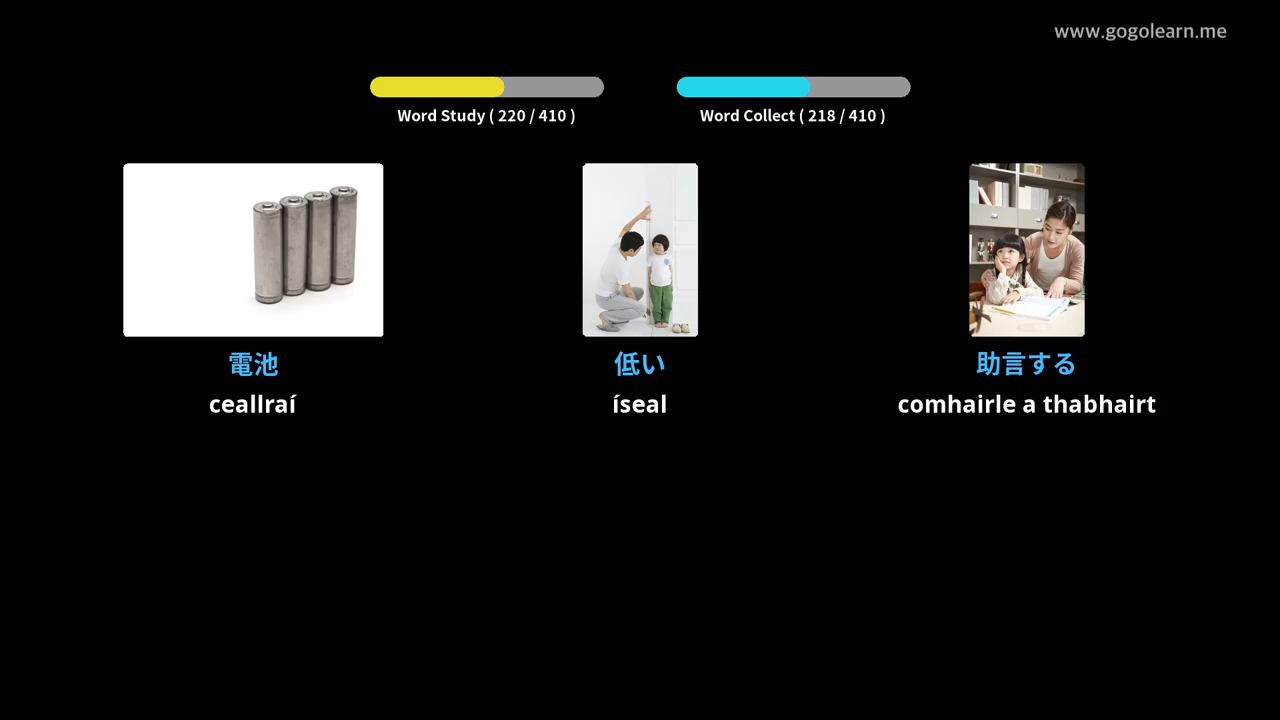 www.gogolearn.me
Word Study ( 220 / 410 )
Word Collect ( 218 / 410 )
電池
ceallraí
低い
íseal
助言する
comhairle a thabhairt